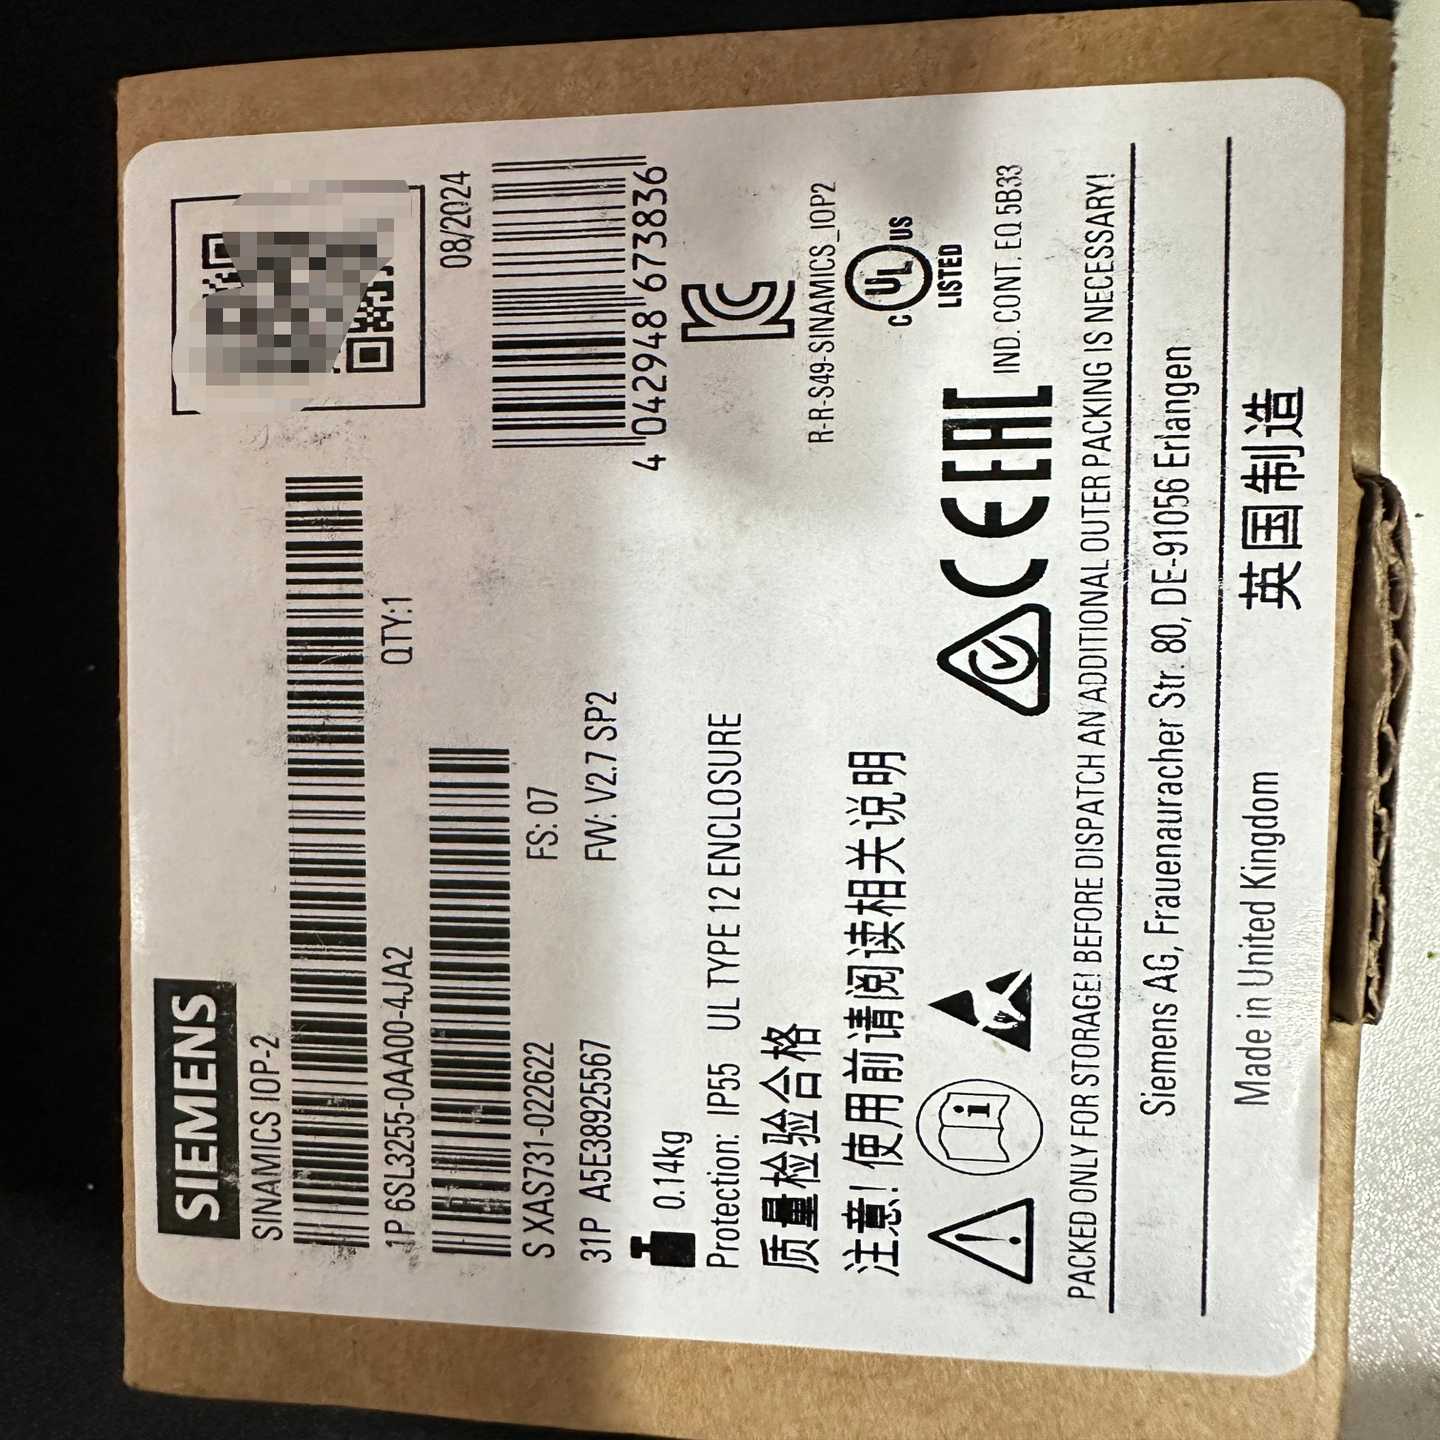 SIEMENS
SINAMICS IOP-2
1P 6SL3255-0AA00-4JA2
QTY:1
08/2024
S XAS731-022622
FS: 07
31P A5E38925567
FW: V2.7 SP2
4 042948 673836
0.14kg
Protection: IP55 UL TYPE 12 ENCLOSURE
质量检验合格
R-R-S49-SINAMICS_IOP2
注意! 使用前请阅读相关说明
C UL US
LISTED
IND. CONT. EQ 5B33
CE EAC
PACKED ONLY FOR STORAGE! BEFORE DISPATCH AN ADDITIONAL OUTER PACKING IS NECESSARY!
Siemens AG, Frauenauracher Str. 80, DE-91056 Erlangen
Made in United Kingdom 英国制造